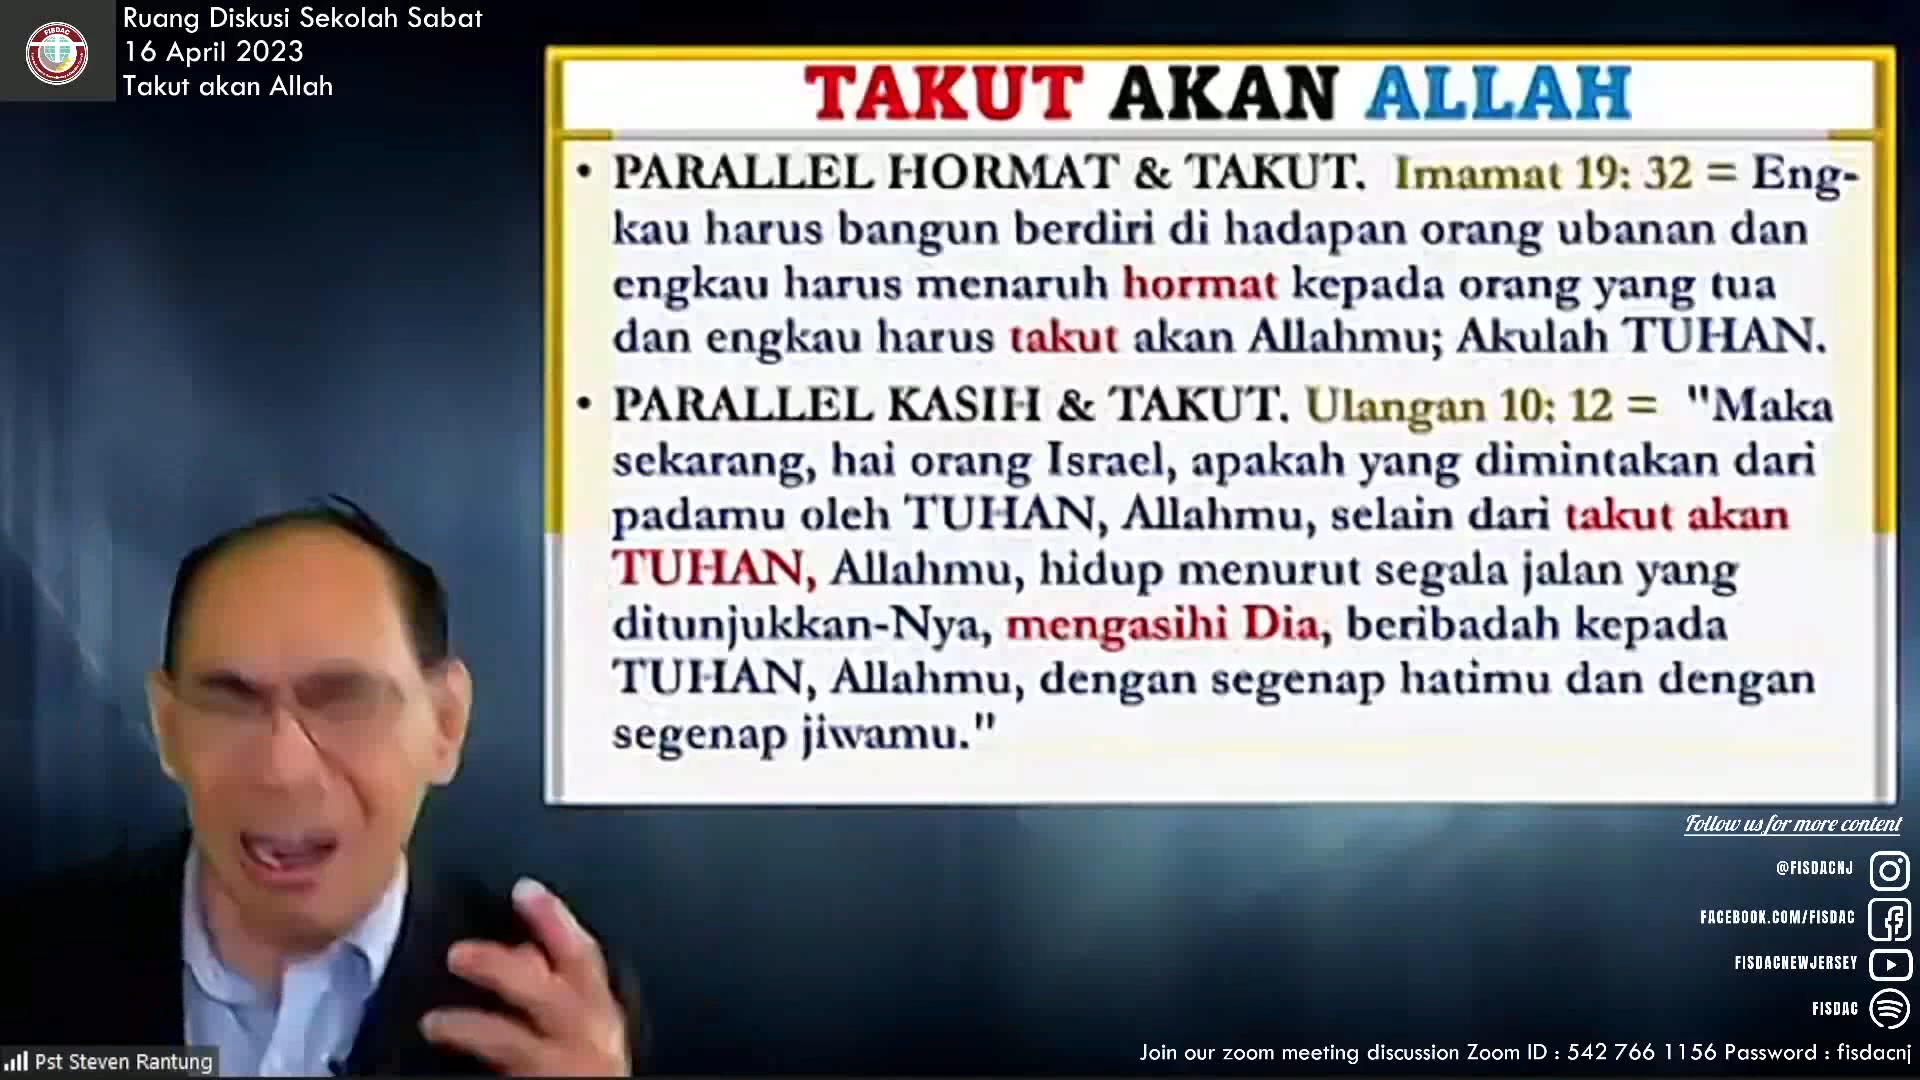 Ruang Diskusi Sekolah Sabat
16 April 2023
Takut akan Allah
FISDAC
TAKUT AKAN ALLAH
• PARALLEL HORMAT & TAKUT. Imamat 19: 32 = Eng-
kau harus bangun berdiri di hadapan orang ubanan dan
engkau harus menaruh hormat kepada orang yang tua
dan engkau harus takut akan Allahmu; Akulah TUHAN.
• PARALLEL KASIH & TAKUT. Ulangan 10: 12 = "Maka
sekarang, hai orang Israel, apakah yang dimintakan dari
padamu oleh TUHAN, Allahmu, selain dari takut akan
TUHAN, Allahmu, hidup menurut segala jalan yang
ditunjukkan-Nya, mengasihi Dia, beribadah kepada
TUHAN, Allahmu, dengan segenap hatimu dan dengan
segenap jiwamu."
Follow us for more content
@FISDACNJ
FACEBOOK.COM/FISDAC
FISDACNEWJERSEY
FISDAC
Join our zoom meeting discussion Zoom ID : 542 766 1156 Password : fisdacnj
Pst Steven Rantung